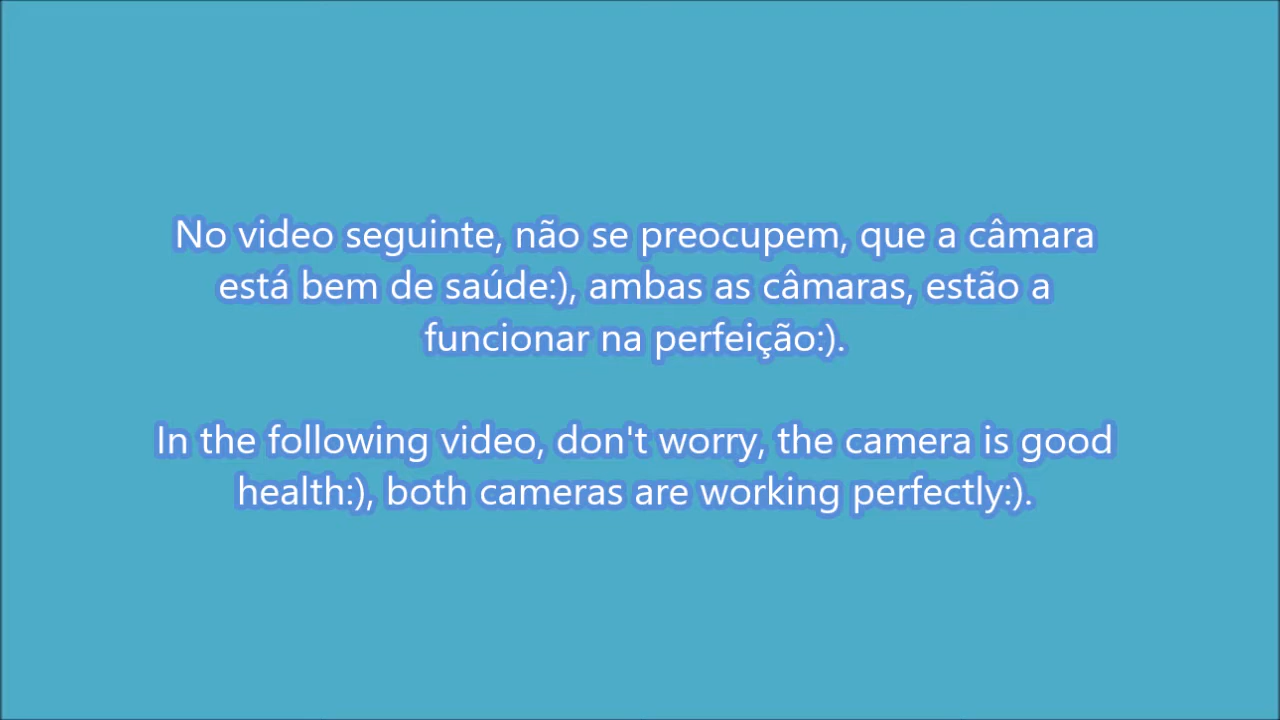 No video seguinte, não se preocupem, que a câmara
está bem de saúde:), ambas as câmaras, estão a
funcionar na perfeição:).
In the following video, don't worry, the camera is good
health:), both cameras are working perfectly:).